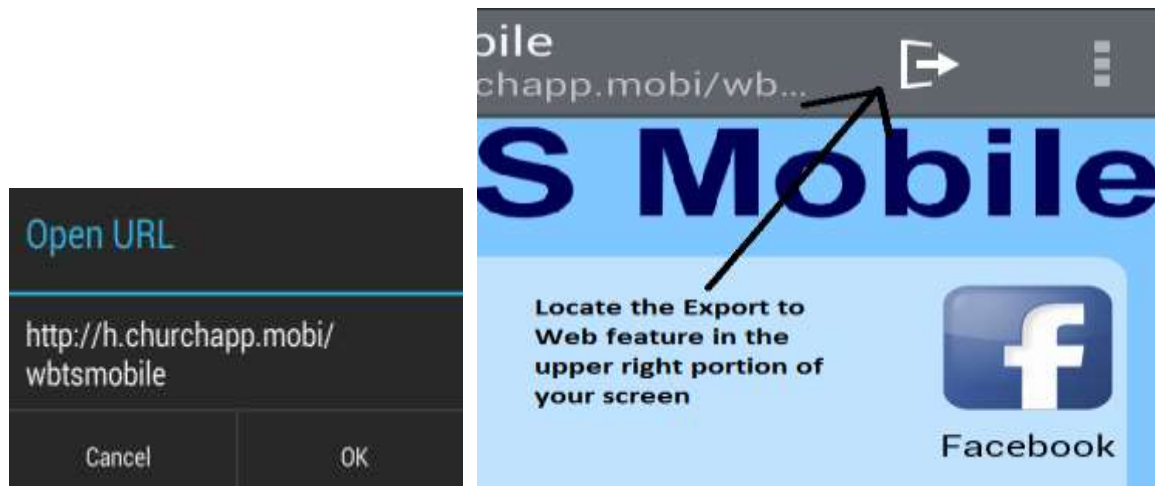 Open URL
http://h.churchapp.mobi/
wbtsmobile
Cancel
OK
bile
chapp.mobi/wb...
S Mobile
Locate the Export to
Web feature in the
upper right portion of
your screen
Facebook